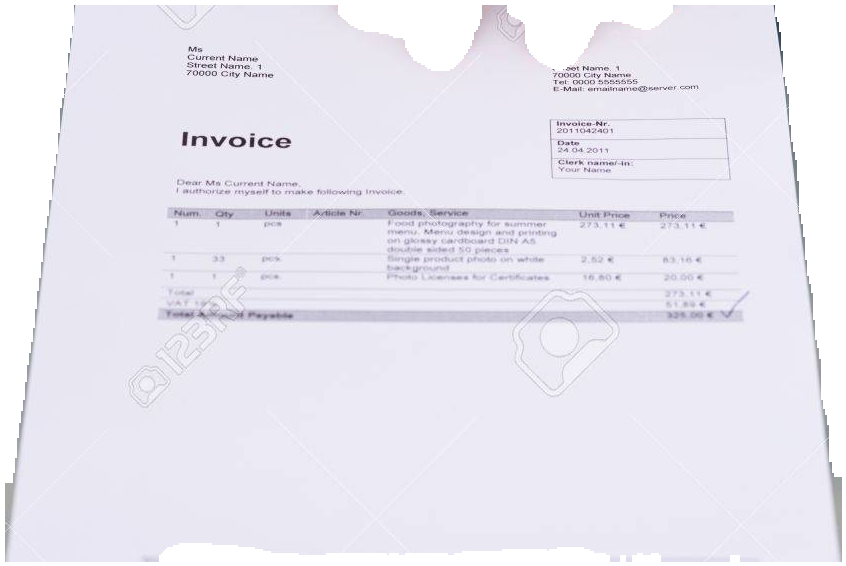 Ms
Current Name
Street Name. 1
70000 City Name
Name. 1
70000 City Name
Tel: 0000 5555555
E-Mail: emailname@server.com
Invoice
Invoice-Nr.
2011042401
Date
24.04.2011
Clerk name/-in:
Your Name
Dear Ms Current Name,
I authorize myself to make following Invoice:
Num. Qty Units Article Nr. Goods, Service Unit Price Price
1 1 pcs Food photography for summer 273,11 € 273,11 €
menu. Menu design and printing
on glossy cardboard DIN A5
double sided 50 pieces
1 33 pcs. Single product photo on white 2,52 € 83,16 €
background
1 1 pcs. Photo Licenses for Certificates 16,80 € 20,00 €
Total 273,11 €
VAT 51,89 €
Total Payable 325,00 €
123RF